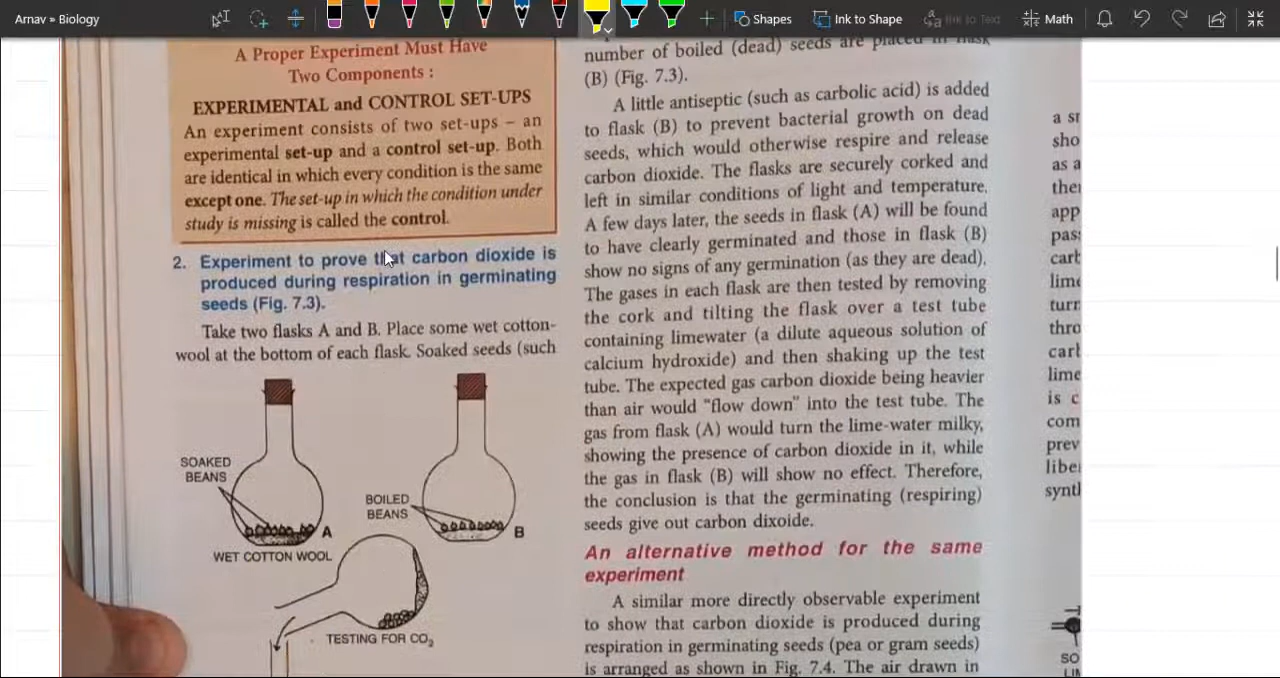 Arnav » Biology
Shapes
Ink to Shape
Ink to Text
Math
A Proper Experiment Must Have
Two Components :
EXPERIMENTAL and CONTROL SET-UPS
An experiment consists of two set-ups – an
experimental set-up and a control set-up. Both
are identical in which every condition is the same
except one. The set-up in which the condition under
study is missing is called the control.
2. Experiment to prove that carbon dioxide is
produced during respiration in germinating
seeds (Fig. 7.3).
Take two flasks A and B. Place some wet cotton-
wool at the bottom of each flask. Soaked seeds (such
SOAKED
BEANS
A
WET COTTON WOOL
BOILED
BEANS
B
TESTING FOR CO₂
number of boiled (dead) seeds are placed in flask
(B) (Fig. 7.3).
A little antiseptic (such as carbolic acid) is added
to flask (B) to prevent bacterial growth on dead
seeds, which would otherwise respire and release
carbon dioxide. The flasks are securely corked and
left in similar conditions of light and temperature.
A few days later, the seeds in flask (A) will be found
to have clearly germinated and those in flask (B)
show no signs of any germination (as they are dead).
The gases in each flask are then tested by removing
the cork and tilting the flask over a test tube
containing limewater (a dilute aqueous solution of
calcium hydroxide) and then shaking up the test
tube. The expected gas carbon dioxide being heavier
than air would "flow down" into the test tube. The
gas from flask (A) would turn the lime-water milky,
showing the presence of carbon dioxide in it, while
the gas in flask (B) will show no effect. Therefore,
the conclusion is that the germinating (respiring)
seeds give out carbon dixoide.
An alternative method for the same
experiment
A similar more directly observable experiment
to show that carbon dioxide is produced during
respiration in germinating seeds (pea or gram seeds)
is arranged as shown in Fig. 7.4. The air drawn in
a
as a
is c
SO